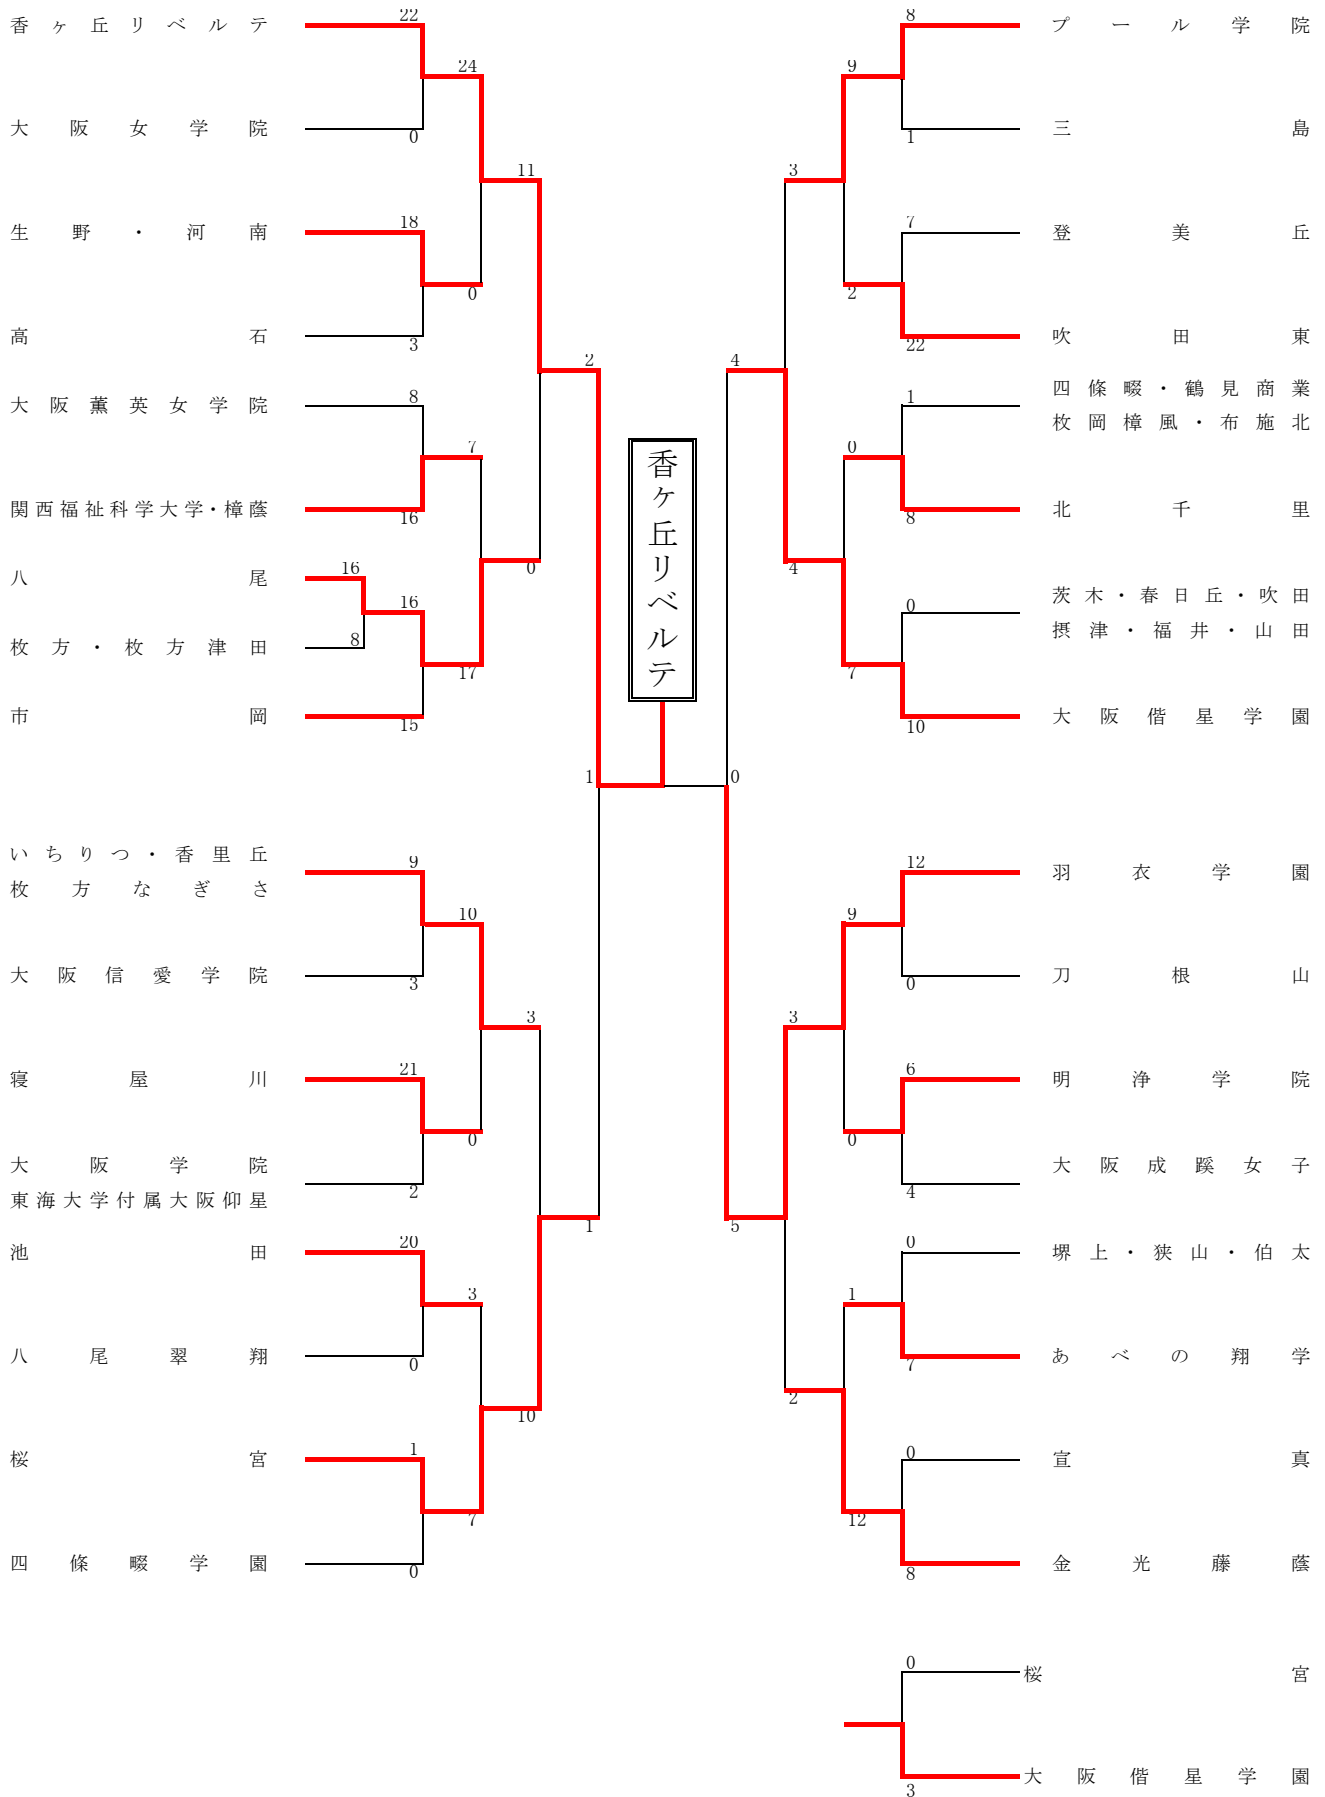 香ヶ丘リベルテ
22
24
大阪女学院
0
11
生野・河南
18
0
高石
3
2
大阪薫英女学院
8
7
関西福祉科学大学・樟蔭
16
0
八尾
16
16
枚方・枚方津田
8
17
市岡
15
1
いちりつ・香里丘
枚方なぎさ
9
10
大阪信愛学院
3
3
寝屋川
21
0
大阪学院
東海大学付属大阪仰星
2
1
池田
20
3
八尾翠翔
0
10
桜宮
1
7
四條畷学園
0
香ケ丘リベルテ
8
プール学院
9
1
三島
3
7
登美丘
2
22
吹田東
4
1
四條畷・鶴見商業
枚岡樟風・布施北
0
8
北千里
4
0
茨木・春日丘・吹田
摂津・福井・山田
7
10
大阪偕星学園
0
12
羽衣学園
9
0
刀根山
3
6
明浄学院
0
4
大阪成蹊女子
5
0
堺上・狭山・伯太
1
7
あべの翔学
2
0
宣真
12
8
金光藤蔭
0
桜宮
3
大阪偕星学園